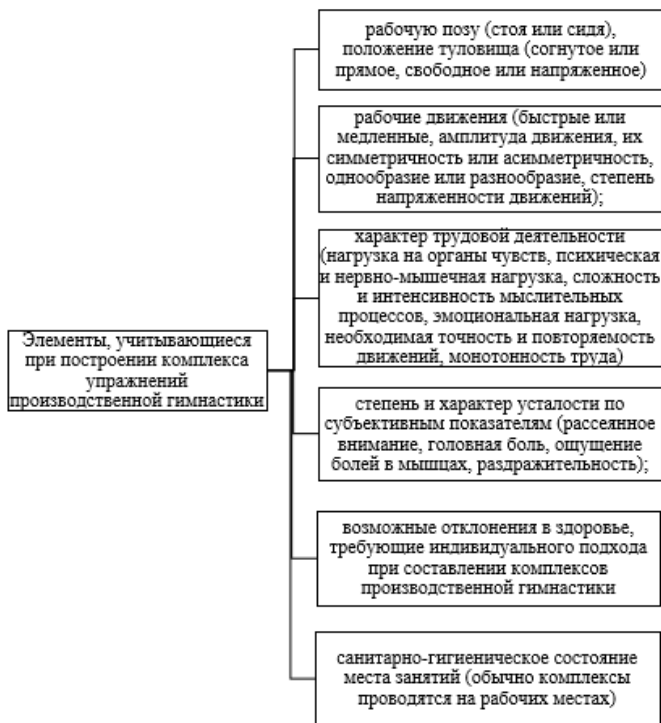 рабочую позу (стоя или сидя),
положение туловища (согнутое или
прямое, свободное или напряженное)
рабочие движения (быстрые или
медленные, амплитуда движения, их
симметричность или асимметричность,
однообразие или разнообразие, степень
напряженности движений);
характер трудовой деятельности
(нагрузка на органы чувств, психическая
и нервно-мышечная нагрузка, сложность
и интенсивность мыслительных
процессов, эмоциональная нагрузка,
необходимая точность и повторяемость
движений, монотонность труда)
Элементы, учитывающиеся
при построении комплекса
упражнений
производственной гимнастики
степень и характер усталости по
субъективным показателям (рассеянное
внимание, головная боль, ощущение
болей в мышцах, раздражительность);
возможные отклонения в здоровье,
требующие индивидуального подхода
при составлении комплексов
производственной гимнастики
санитарно-гигиеническое состояние
места занятий (обычно комплексы
проводятся на рабочих местах)